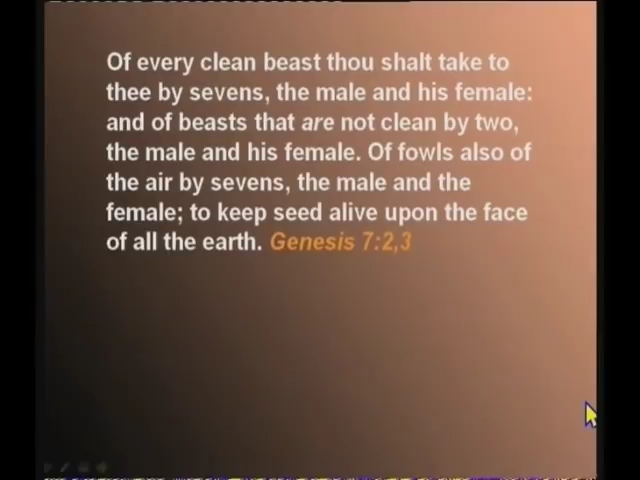 Of every clean beast thou shalt take to
thee by sevens, the male and his female:
and of beasts that are not clean by two,
the male and his female. Of fowls also of
the air by sevens, the male and the
female; to keep seed alive upon the face
of all the earth. Genesis 7:2,3